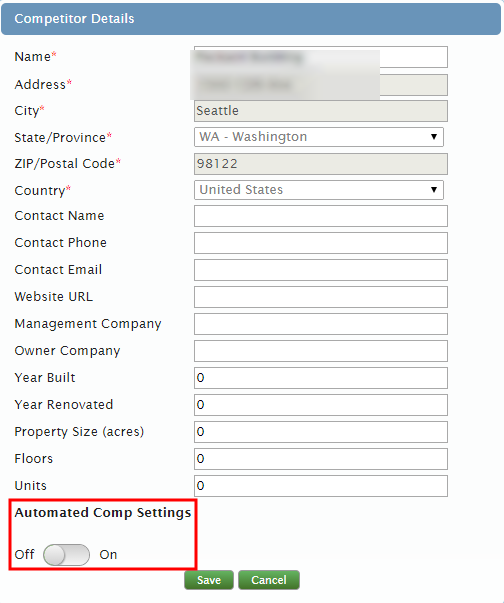 Competitor Details
Name*
Address*
City* Seattle
State/Province* WA - Washington
ZIP/Postal Code* 98122
Country* United States
Contact Name
Contact Phone
Contact Email
Website URL
Management Company
Owner Company
Year Built 0
Year Renovated 0
Property Size (acres) 0
Floors 0
Units 0
Automated Comp Settings
Off On
Save Cancel